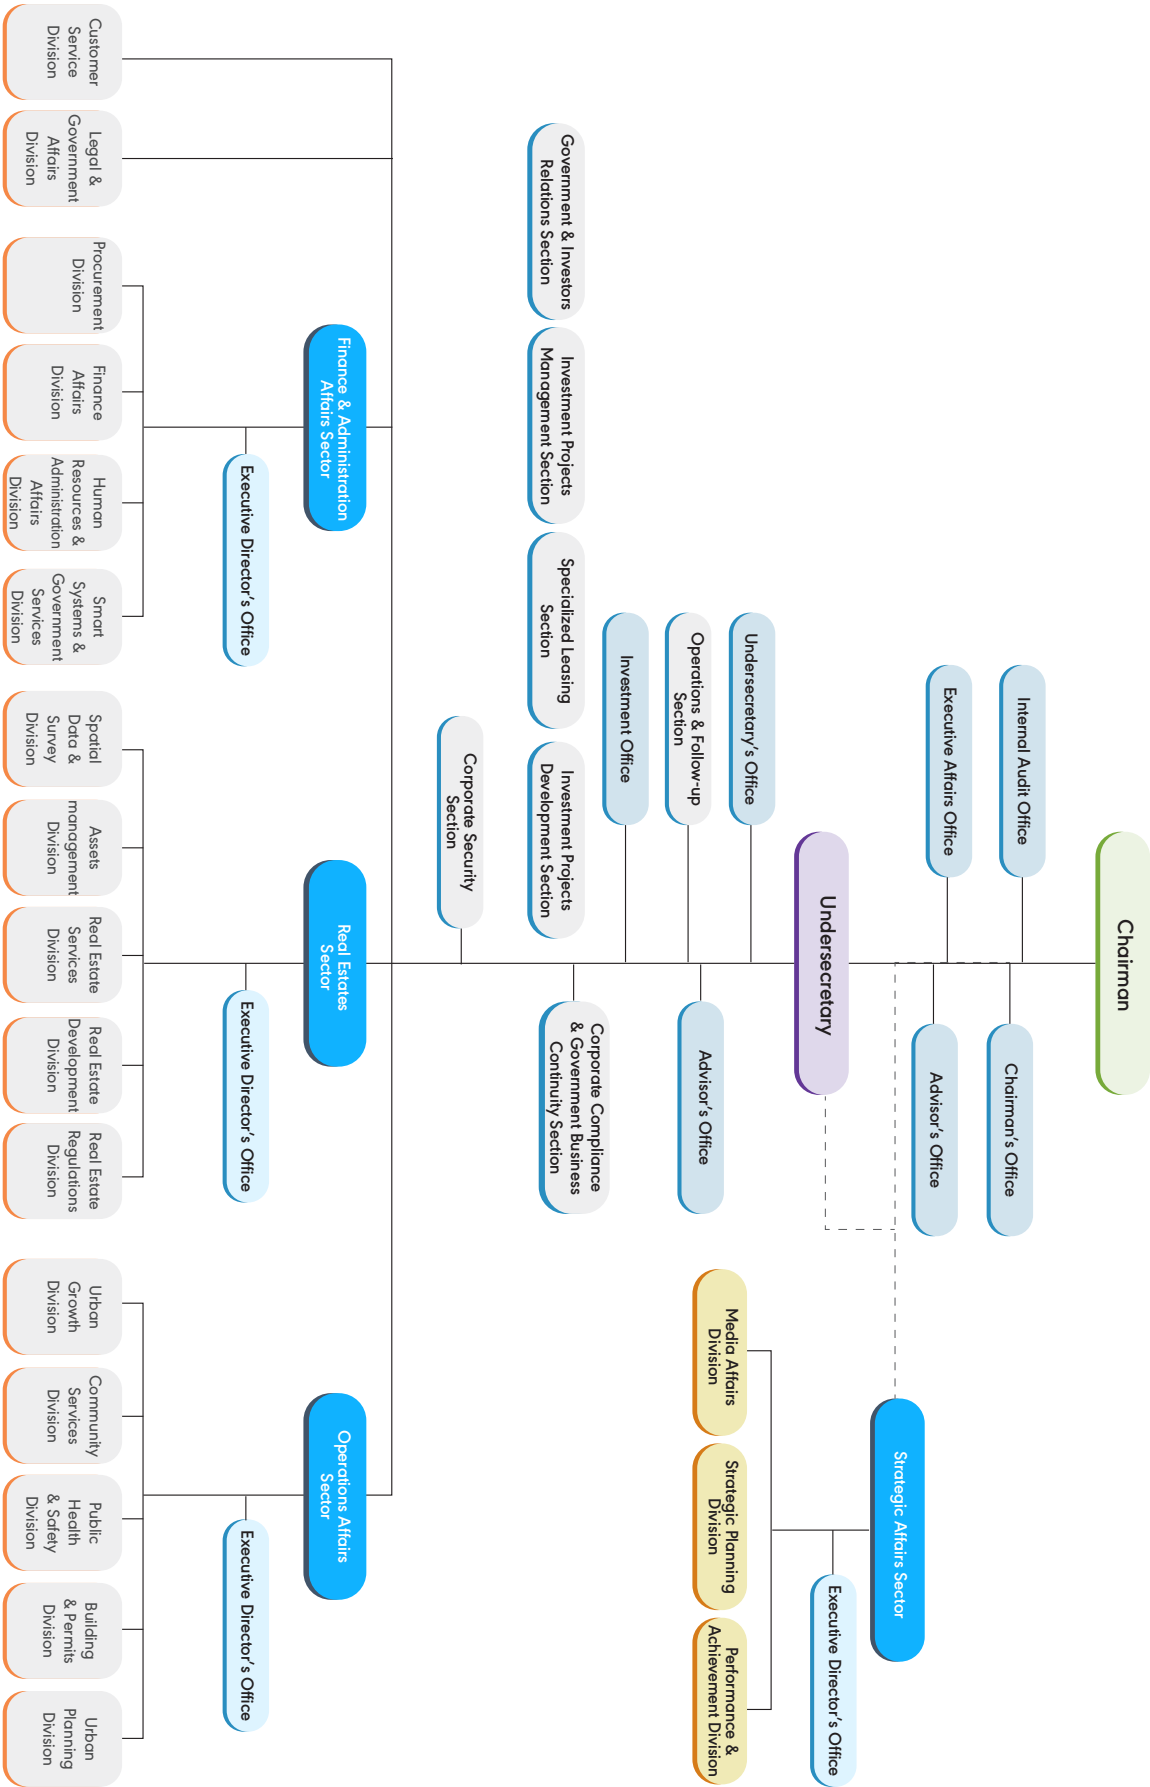 Chairman
Internal Audit Office
Chairman's Office
Executive Affairs Office
Advisor's Office
Strategic Affairs Sector
Undersecretary
Executive Director's Office
Undersecretary's Office
Operations & Follow-up
Section
Advisor's Office
Media Affairs
Division
Strategic Planning
Division
Performance &
Achievement Division
Investment Office
Government & Investors
Relations Section
Investment Projects
Management Section
Specialized Leasing
Section
Investment Projects
Development Section
Corporate Compliance
& Government Business
Continuity Section
Corporate Security
Section
Finance & Administration
Affairs Sector
Real Estates
Sector
Operations Affairs
Sector
Executive Director's Office
Executive Director's Office
Executive Director's Office
Customer
Service
Division
Legal &
Government
Affairs
Division
Procurement
Division
Finance
Affairs
Division
Human
Resources &
Administration
Affairs
Division
Smart
Systems &
Government
Services
Division
Spatial
Data &
Survey
Division
Assets
management
Division
Real Estate
Services
Division
Real Estate
Development
Division
Real Estate
Regulations
Division
Urban
Growth
Division
Community
Services
Division
Public
Health
& Safety
Division
Building
& Permits
Division
Urban
Planning
Division